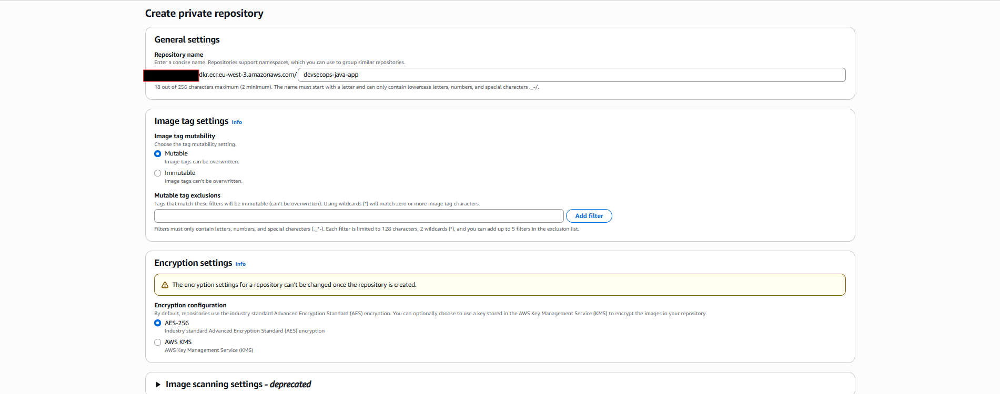 Create private repository
General settings
Repository name
Enter a concise name. Repositories support namespaces, which you can use to group similar repositories.
dkr.ecr.eu-west-3.amazonaws.com/ devsecops-java-app
18 out of 256 characters maximum (2 minimum). The name must start with a letter and can only contain lowercase letters, numbers, and special characters ._-/.
Image tag settings Info
Image tag mutability
Choose the tag mutability setting.
Mutable
Image tags can be overwritten.
Immutable
Image tags can't be overwritten.
Mutable tag exclusions
Tags that match these filters will be immutable (can't be overwritten). Using wildcards (*) will match zero or more image tag characters.
Add filter
Filters must only contain letters, numbers, and special characters (._*-). Each filter is limited to 128 characters, 2 wildcards (*), and you can add up to 5 filters in the exclusion list.
Encryption settings Info
The encryption settings for a repository can't be changed once the repository is created.
Encryption configuration
By default, repositories use the industry standard Advanced Encryption Standard (AES) encryption. You can optionally choose to use a key stored in the AWS Key Management Service (KMS) to encrypt the images in your repository.
AES-256
Industry standard Advanced Encryption Standard (AES) encryption
AWS KMS
AWS Key Management Service (KMS)
Image scanning settings - deprecated